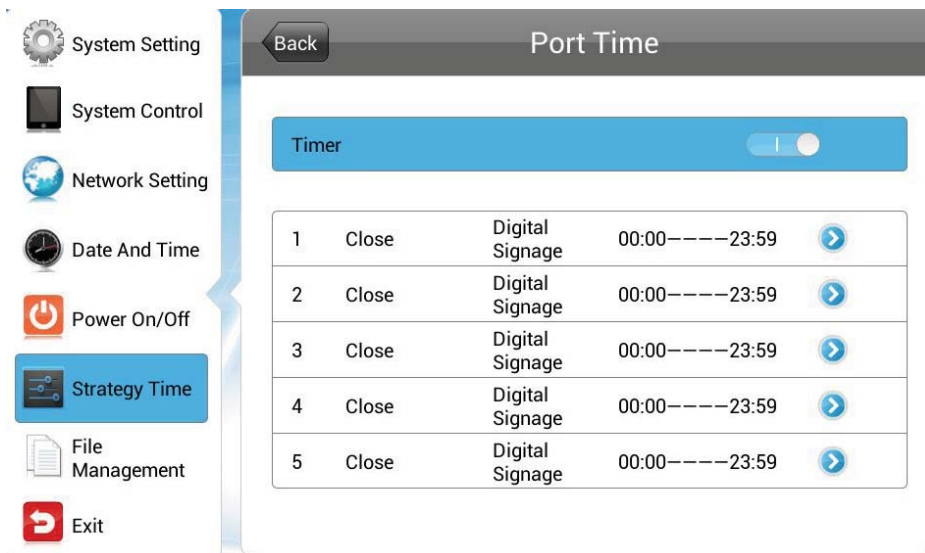 System Setting
System Control
Network Setting
Date And Time
Power On/Off
Strategy Time
File
Management
Exit
Back
Port Time
Timer
1 Close Digital Signage 00:00————23:59
2 Close Digital Signage 00:00————23:59
3 Close Digital Signage 00:00————23:59
4 Close Digital Signage 00:00————23:59
5 Close Digital Signage 00:00————23:59